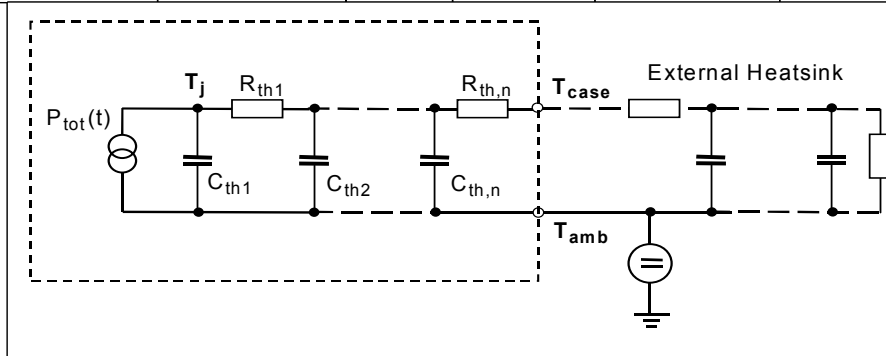 External Heatsink
T_j R_th1 R_th,n T_case
P_tot(t)
C_th1 C_th2 C_th,n
T_amb